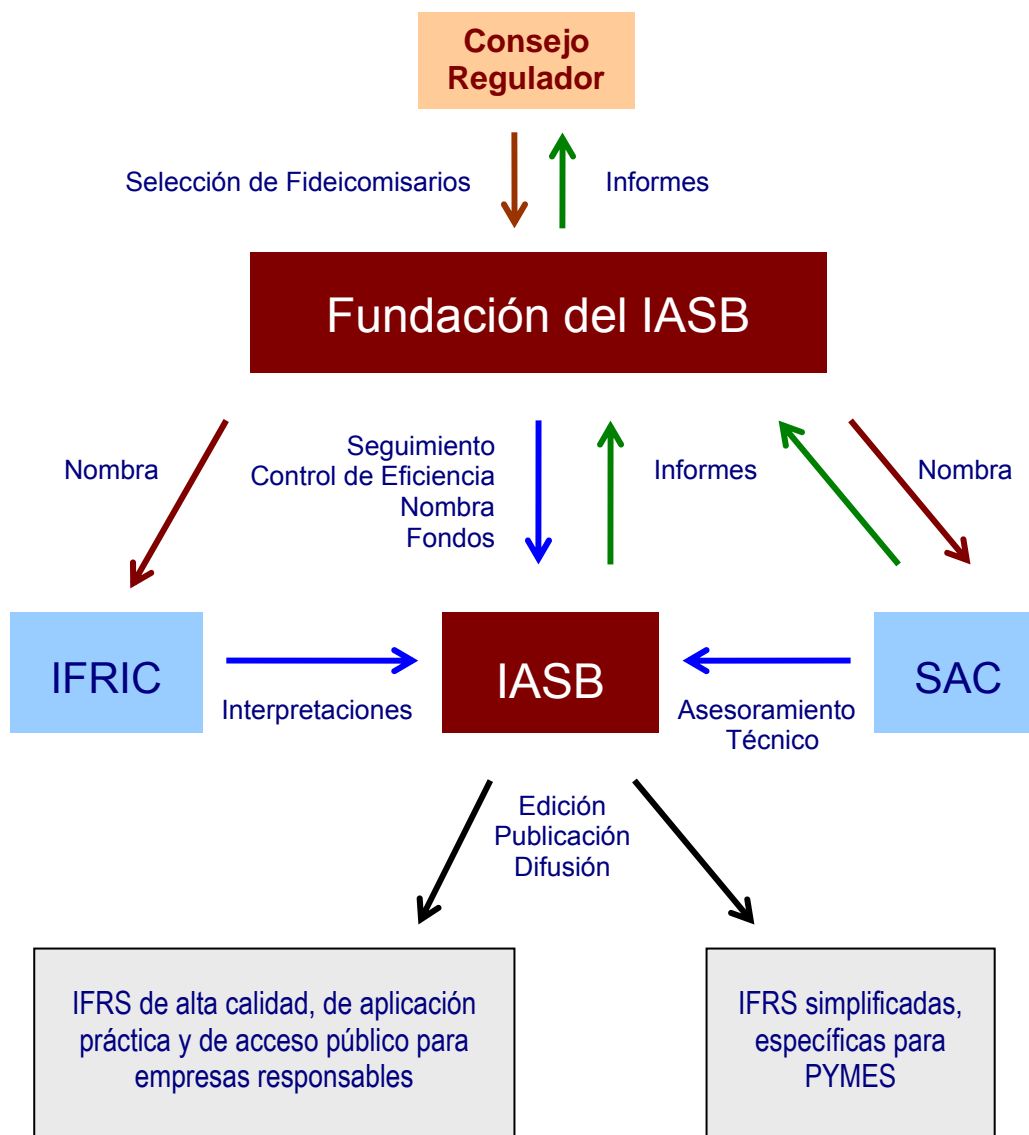 Consejo
Regulador
Selección de Fideicomisarios
Informes
Fundación del IASB
Nombra
Seguimiento
Control de Eficiencia
Nombra
Fondos
Informes
Nombra
IFRIC
Interpretaciones
IASB
Asesoramiento
Técnico
SAC
Edición
Publicación
Difusión
IFRS de alta calidad, de aplicación
práctica y de acceso público para
empresas responsables
IFRS simplificadas,
específicas para
PYMES